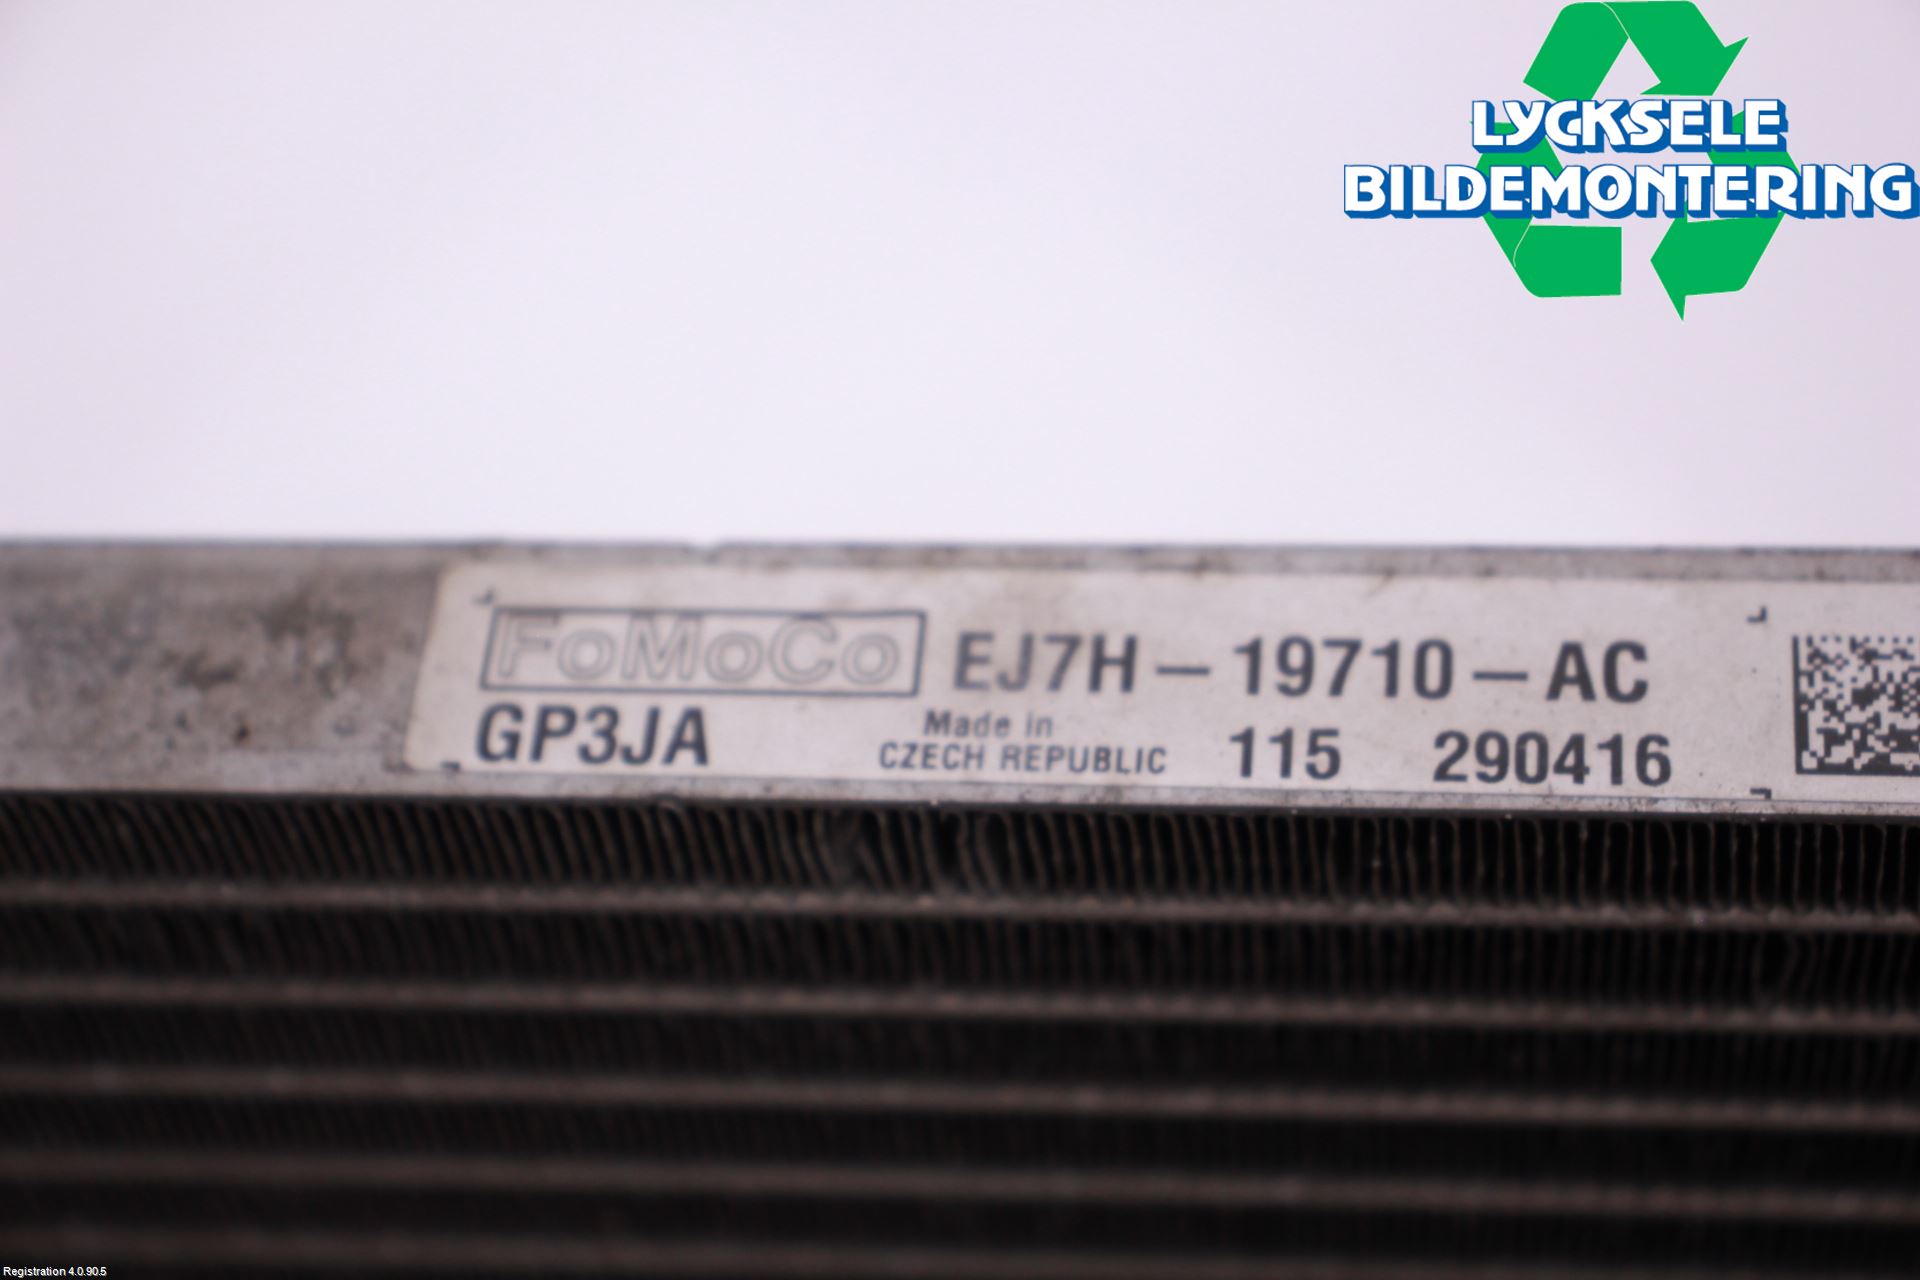 LYCKSELE
BILDEMONTERING
FoMoCo EJ7H-19710-AC
GP3JA Made in
CZECH REPUBLIC 115 290416
Registration 4.0.90.5